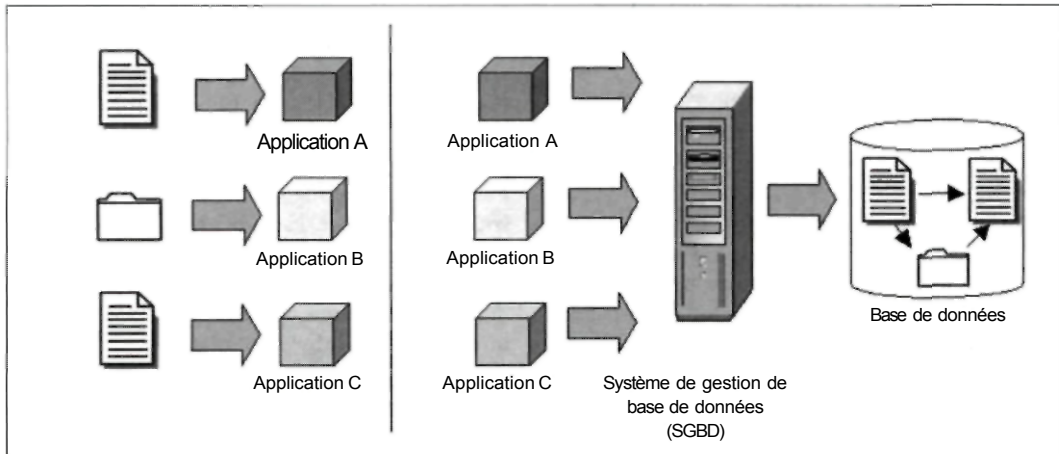 Application A
Application B
Application C
Application A
Application B
Application C
Système de gestion de
base de données
(SGBD)
Base de données